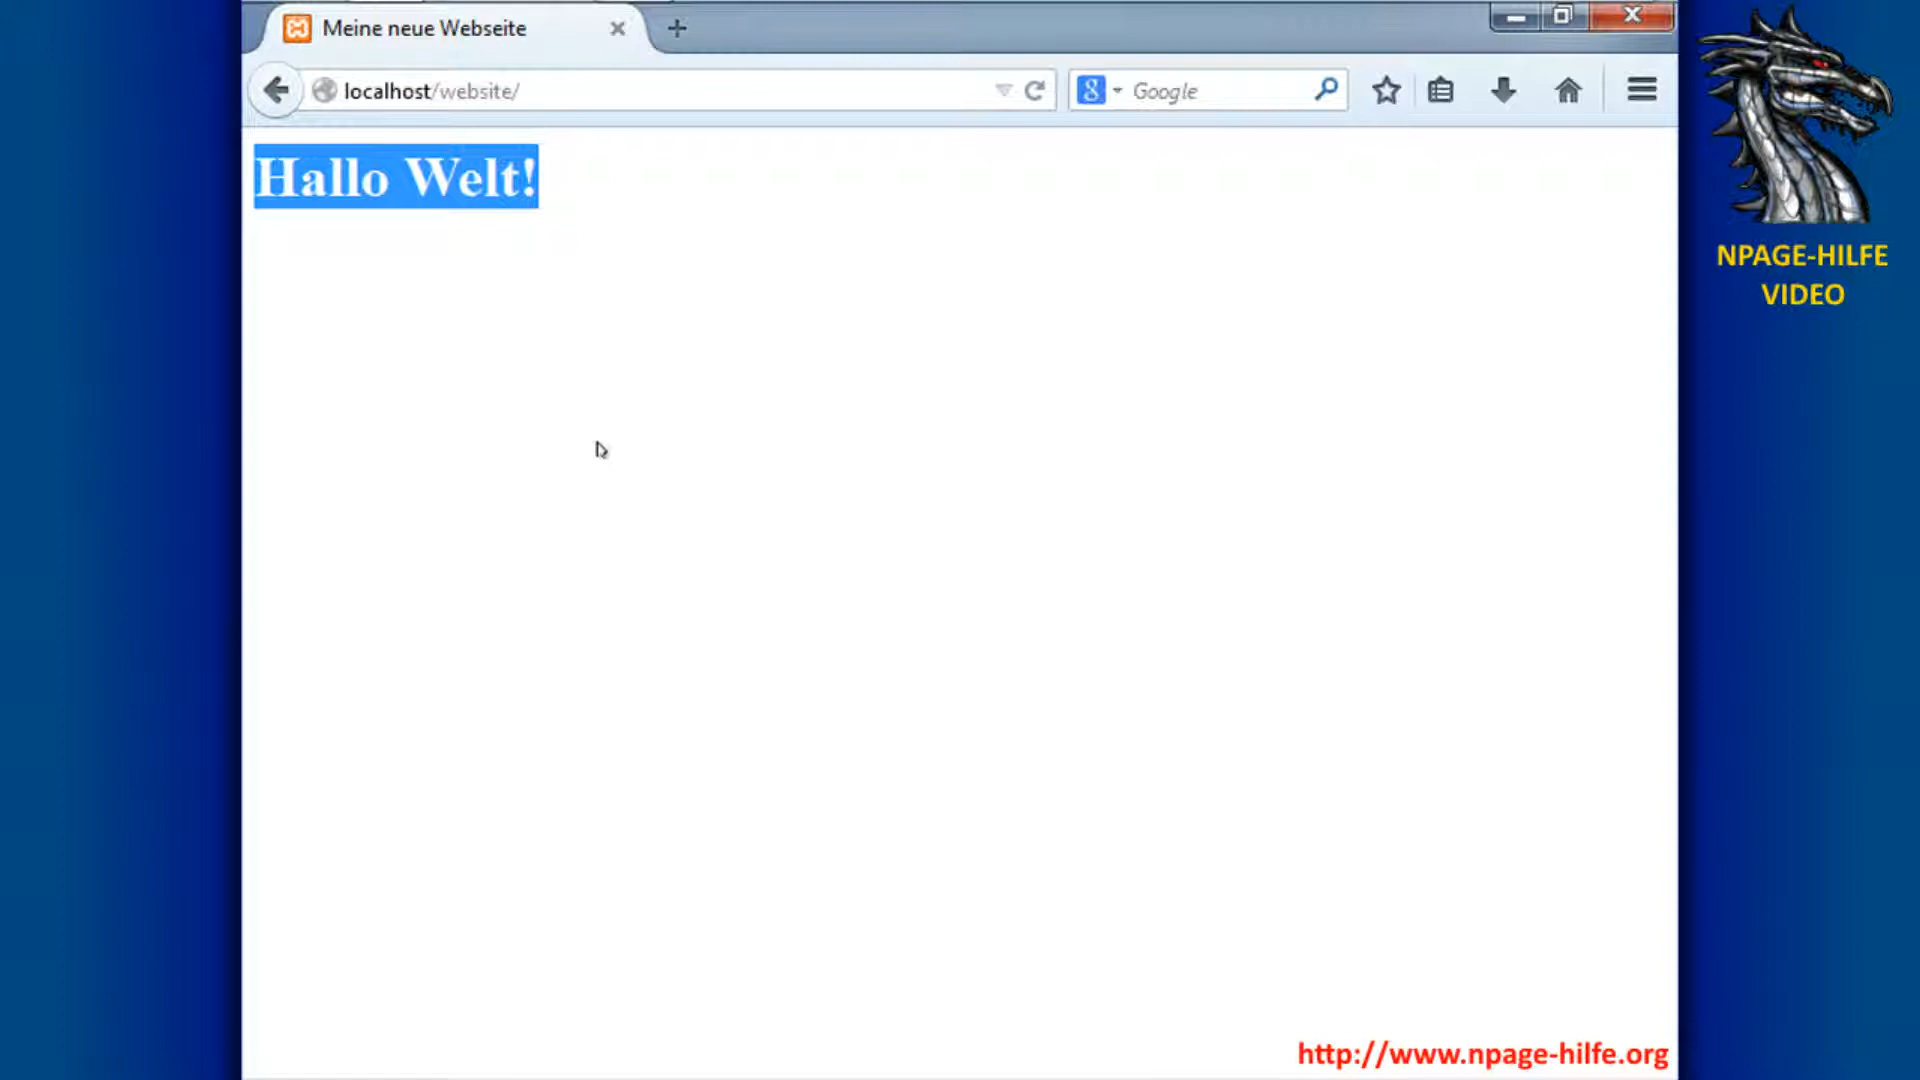 Meine neue Webseite
localhost/website/
Google
Hallo Welt!
NPAGE-HILFE
VIDEO
http://www.npage-hilfe.org